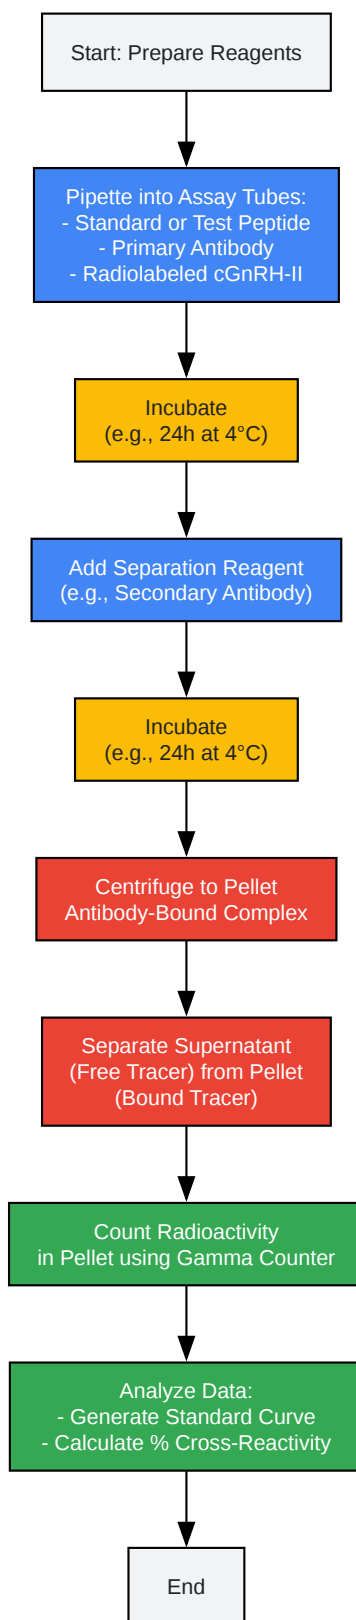 Start: Prepare Reagents
Pipette into Assay Tubes:
- Standard or Test Peptide
- Primary Antibody
- Radiolabeled cGnRH-II
Incubate
(e.g., 24h at 4°C)
Add Separation Reagent
(e.g., Secondary Antibody)
Incubate
(e.g., 24h at 4°C)
Centrifuge to Pellet
Antibody-Bound Complex
Separate Supernatant
(Free Tracer) from Pellet
(Bound Tracer)
Count Radioactivity
in Pellet using Gamma Counter
Analyze Data:
- Generate Standard Curve
- Calculate % Cross-Reactivity
End